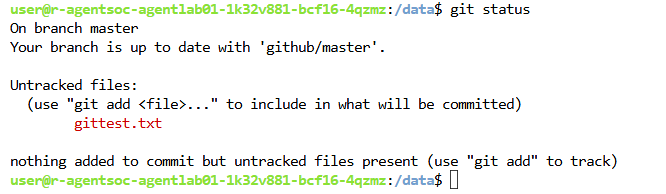 user@r-agentsoc-agentlab01-1k32v881-bcf16-4qzmz:/data$ git status
On branch master
Your branch is up to date with 'github/master'.

Untracked files:
  (use "git add <file>..." to include in what will be committed)
        gittest.txt

nothing added to commit but untracked files present (use "git add" to track)
user@r-agentsoc-agentlab01-1k32v881-bcf16-4qzmz:/data$